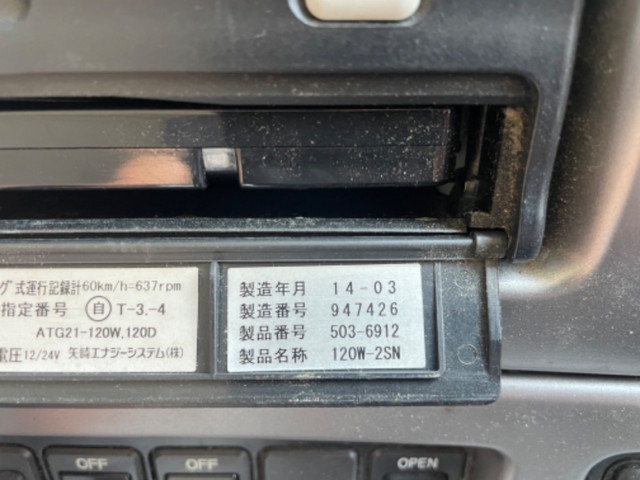 グ式運行記録計60km/h=637rpm
指定番号 自 T-3.-4
ATG21-120W,120D
電圧12/24V 矢崎エナジーシステム(株)
製造年月 14-03
製造番号 947426
製品番号 503-6912
製品名称 120W-2SN
OFF OFF OPEN